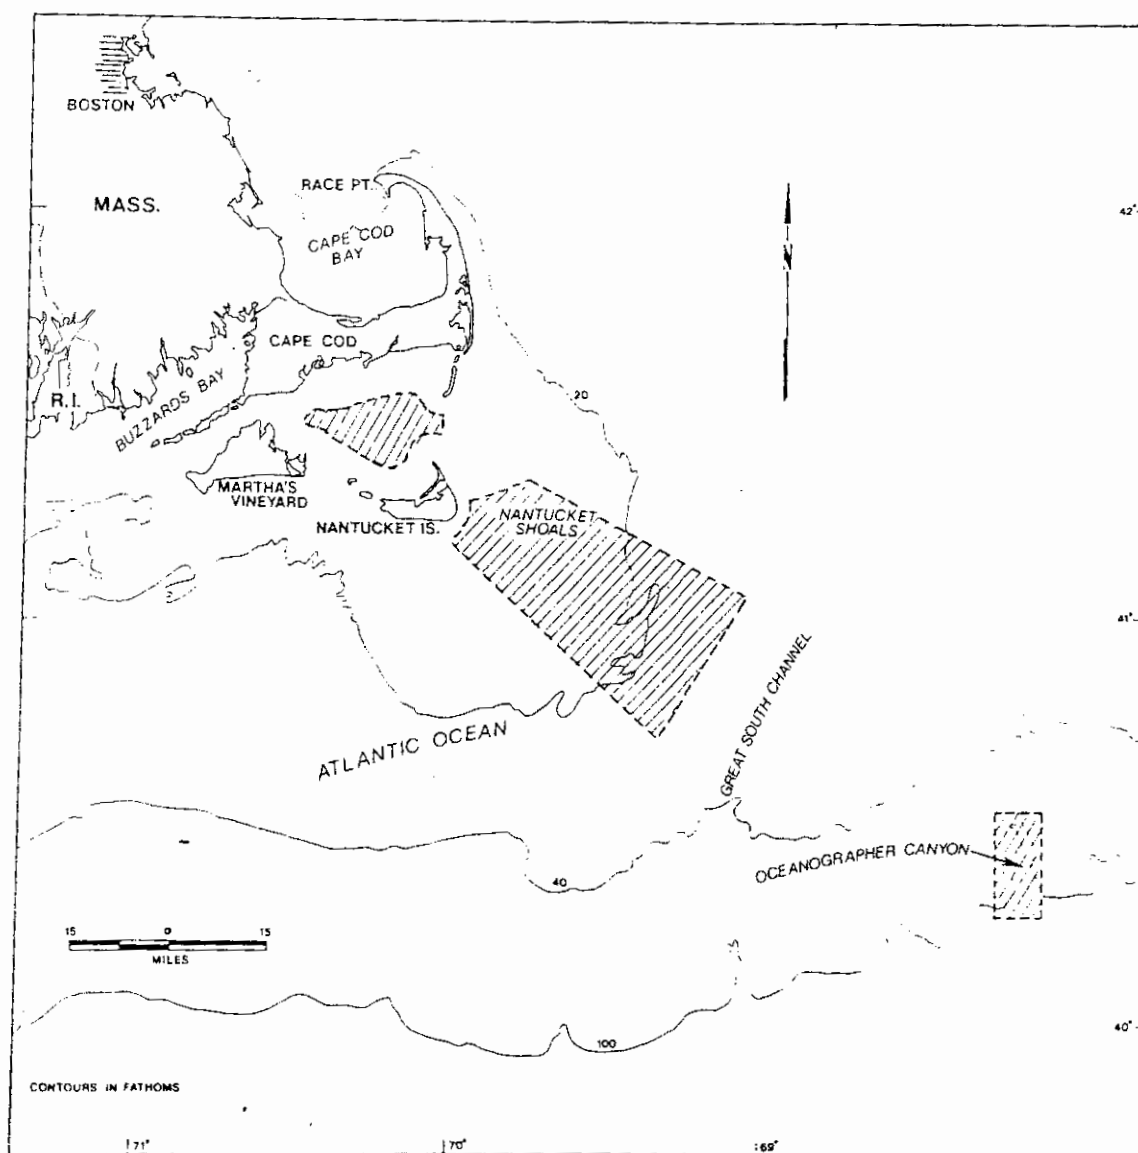 BOSTON
MASS.
RACE PT.
CAPE COD
BAY
42°
N
CAPE COD
R.I.
BUZZARDS BAY
20
MARTHA'S
VINEYARD
NANTUCKET IS.
NANTUCKET
SHOALS
41°
GREAT SOUTH CHANNEL
ATLANTIC OCEAN
OCEANOGRAPHER CANYON
40
15 0 15
MILES
40°
100
CONTOURS IN FATHOMS
71° 70° 69°